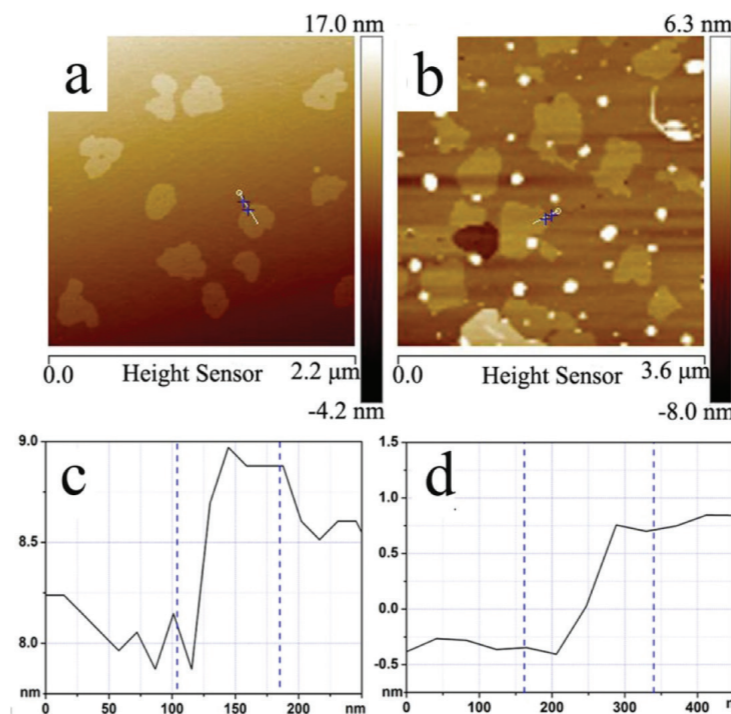 17.0 nm
a
0.0 Height Sensor 2.2 μm
-4.2 nm
6.3 nm
b
0.0 Height Sensor 3.6 μm
-8.0 nm
9.0
c
8.5
8.0
nm
0 50 100 150 200 nm
1.5
d
1.0
0.5
0.0
-0.5
nm
0 100 200 300 400